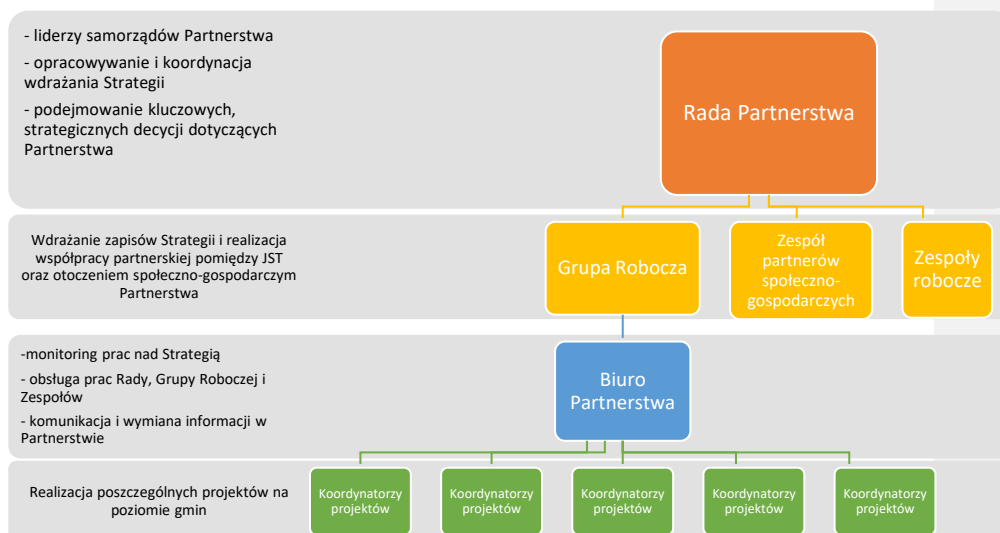 - liderzy samorządów Partnerstwa
- opracowywanie i koordynacja
wdrażania Strategii
- podejmowanie kluczowych,
strategicznych decycji dotyczących
Partnerstwa
Rada Partnerstwa
Wdrażanie zapisów Strategii i realizacja
współpracy partnerskiej pomiędzy JST
oraz otoczeniem społeczno-gospodarczym
Partnerstwa
Grupa Robocza
Zespół
partnerów
społeczno-
gospodarczych
Zespoły
robocze
-monitoring prac nad Strategią
- obsługa prac Rady, Grupy Roboczej i
Zespołów
- komunikacja i wymiana informacji w
Partnerstwie
Biuro
Partnerstwa
Realizacja poszczególnych projektów na
poziomie gmin
Koordynatorzy
projektów
Koordynatorzy
projektów
Koordynatorzy
projektów
Koordynatorzy
projektów
Koordynatorzy
projektów